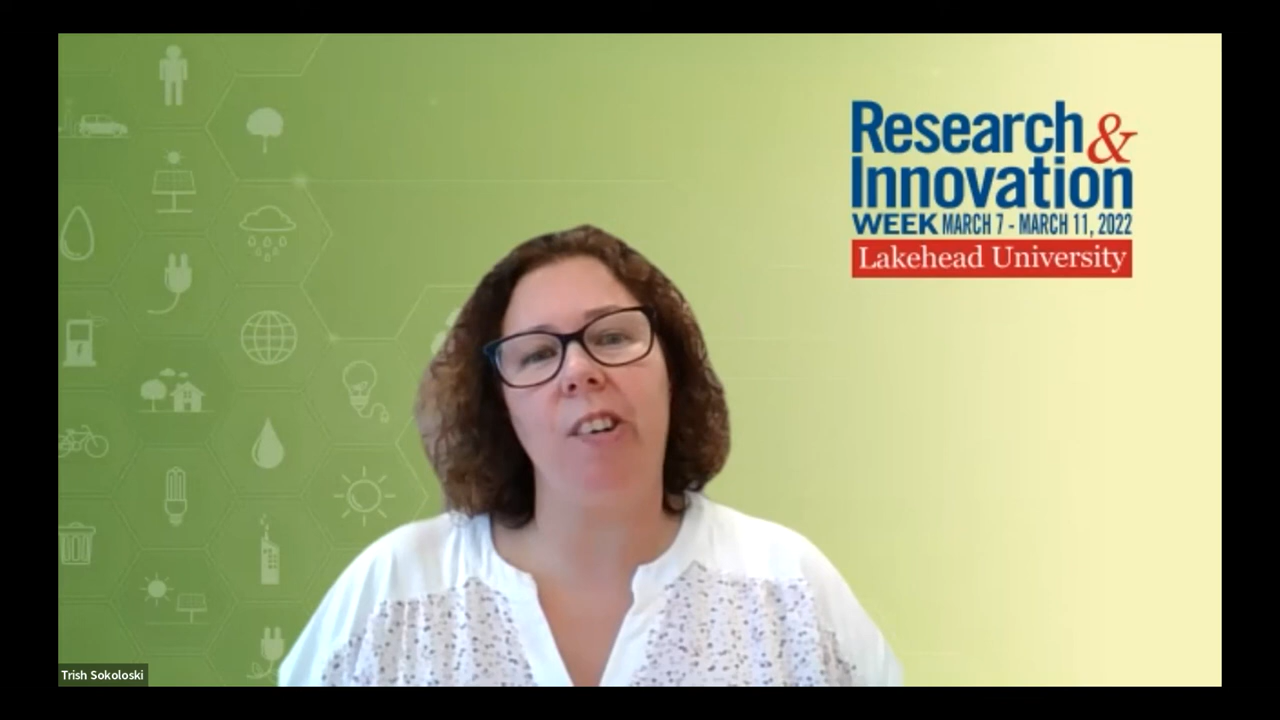 Research &
Innovation
WEEK MARCH 7 - MARCH 11, 2022
Lakehead University
Trish Sokoloski